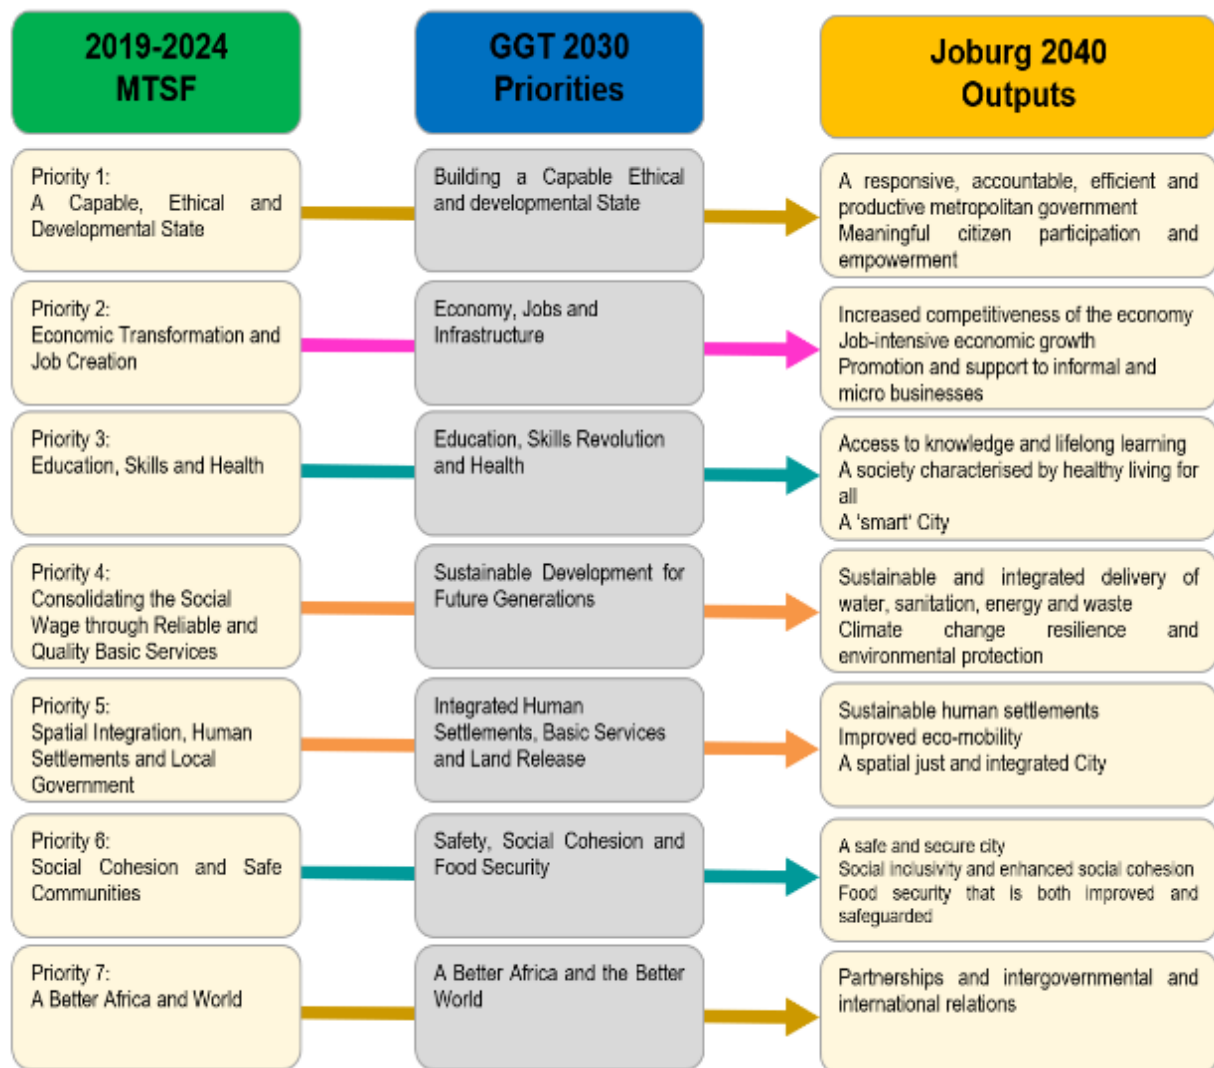 2019-2024
MTSF
GGT 2030
Priorities
Joburg 2040
Outputs
Priority 1:
A Capable, Ethical and
Developmental State
Building a Capable Ethical
and developmental State
A responsive, accountable, efficient and
productive metropolitan government
Meaningful citizen participation and
empowerment
Priority 2:
Economic Transformation and
Job Creation
Economy, Jobs and
Infrastructure
Increased competitiveness of the economy
Job-intensive economic growth
Promotion and support to informal and
micro businesses
Priority 3:
Education, Skills and Health
Education, Skills Revolution
and Health
Access to knowledge and lifelong learning
A society characterised by healthy living for
all
A 'smart' City
Priority 4:
Consolidating the Social
Wage through Reliable and
Quality Basic Services
Sustainable Development for
Future Generations
Sustainable and integrated delivery of
water, sanitation, energy and waste
Climate change resilience and
environmental protection
Priority 5:
Spatial Integration, Human
Settlements and Local
Government
Integrated Human
Settlements, Basic Services
and Land Release
Sustainable human settlements
Improved eco-mobility
A spatial just and integrated City
Priority 6:
Social Cohesion and Safe
Communities
Safety, Social Cohesion and
Food Security
A safe and secure city
Social inclusivity and enhanced social cohesion
Food security that is both improved and
safeguarded
Priority 7:
A Better Africa and World
A Better Africa and the Better
World
Partnerships and intergovernmental and
international relations